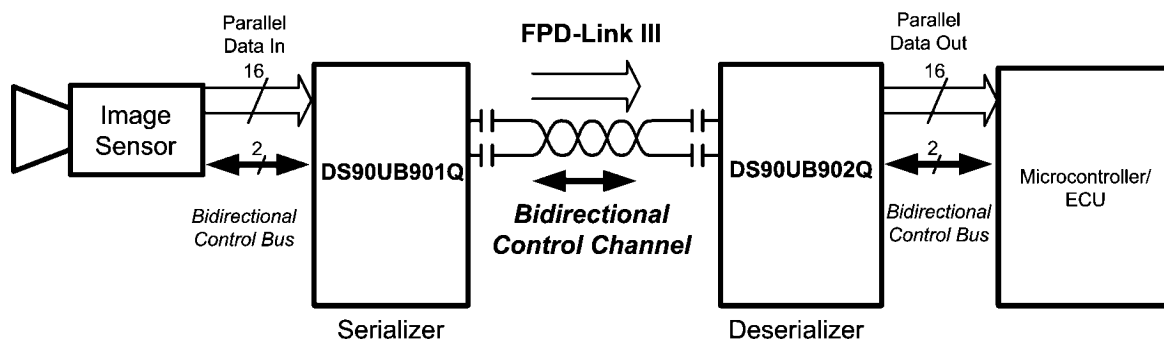 Parallel
Data In
16
FPD-Link III
Parallel
Data Out
16
Image
Sensor
2
Bidirectional
Control Bus
DS90UB901Q
Bidirectional
Control Channel
DS90UB902Q
2
Bidirectional
Control Bus
Microcontroller/
ECU
Serializer
Deserializer